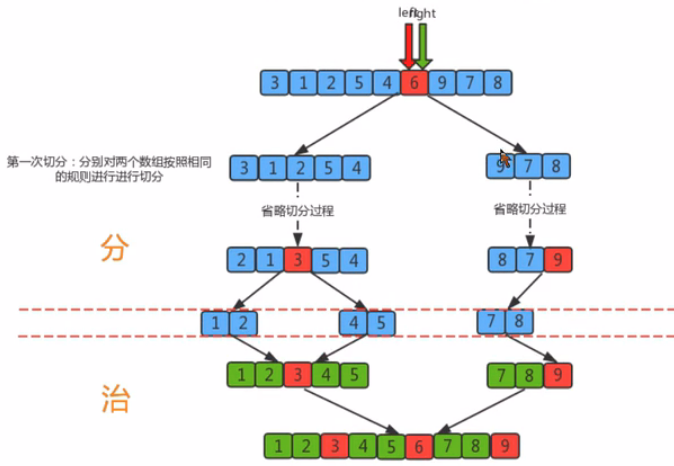 left right
3 1 2 5 4 6 9 7 8
第一次切分：分别对两个数组按照相同
的规则进行进行切分
3 1 2 5 4
9 7 8
省略切分过程
省略切分过程
分
2 1 3 5 4
8 7 9
1 2
4 5
7 8
治
1 2 3 4 5
7 8 9
1 2 3 4 5 6 7 8 9